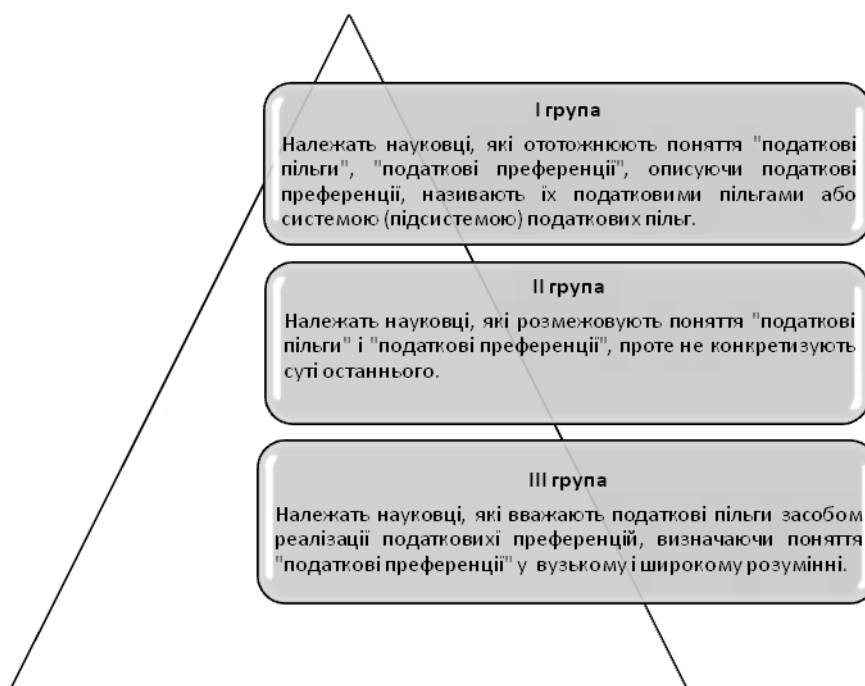 І група
Належать науковці, які ототожнюють поняття "податкові
пільги", "податкові преференції", описуючи податкові
преференції, називають їх податковими пільгами або
системою (підсистемою) податкових пільг.
ІІ група
Належать науковці, які розмежовують поняття "податкові
пільги" і "податкові преференції", проте не конкретизують
суті останнього.
ІІІ група
Належать науковці, які вважають податкові пільги засобом
реалізації податковихї преференцій, визначаючи поняття
"податкові преференції" у вузькому і широкому розумінні.